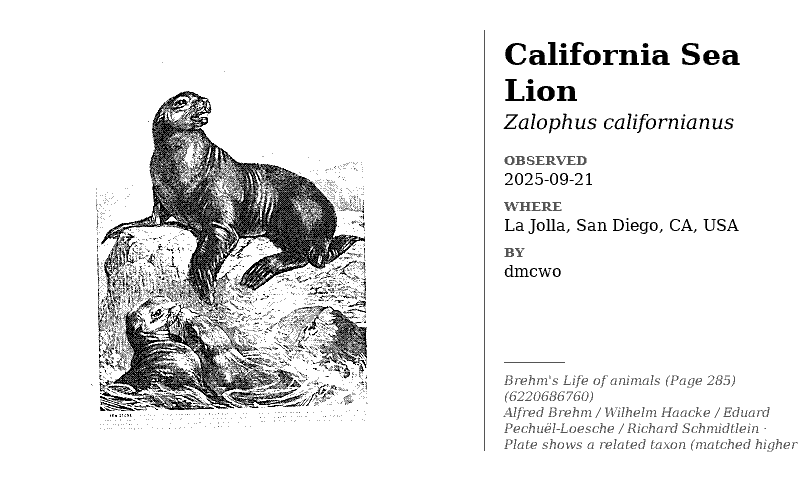 California Sea
Lion
Zalophus californianus
OBSERVED
2025-09-21
WHERE
La Jolla, San Diego, CA, USA
BY
dmcwo
Brehm's Life of animals (Page 285)
(6220686760)
Alfred Brehm / Wilhelm Haacke / Eduard
Pechuël-Loesche / Richard Schmidtlein ·
Plate shows a related taxon (matched higher